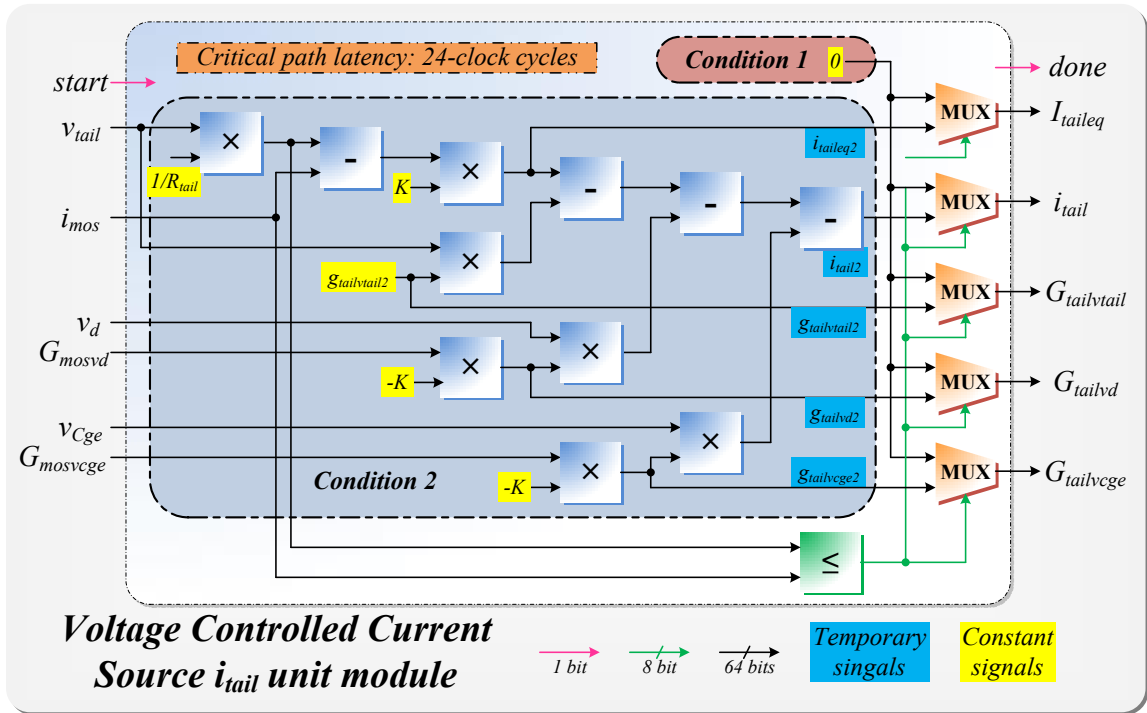 Critical path latency: 24-clock cycles
Condition 1
0
start
done
v_tail
×
-
×
i_taileq2
MUX
I_taileq
1/R_tail
K
-
-
-
MUX
i_tail
i_mos
×
g_tailvtail2
i_tail2
MUX
G_tailvtail
v_d
×
g_tailvtail2
G_mosvd
×
-K
MUX
G_tailvd
g_tailvd2
v_Cge
×
G_mosvcge
×
g_tailvcge2
MUX
G_tailvcge
Condition 2
-K
≤
Voltage Controlled Current
Source i_tail unit module
1 bit
8 bit
64 bits
Temporary
singals
Constant
signals